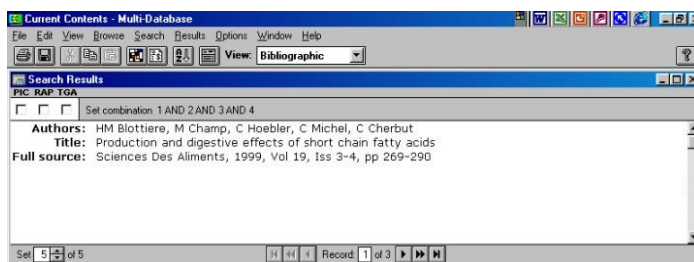 Current Contents - Multi-Database
File Edit View Browse Search Results Options Window Help
View: Bibliographic
Search Results
PIC RAP TGA
Set combination 1 AND 2 AND 3 AND 4
Authors: HM Blottiere, M Champ, C Hoebler, C Michel, C Cherbut
Title: Production and digestive effects of short chain fatty acids
Full source: Sciences Des Aliments, 1999, Vol 19, Iss 3-4, pp 269-290
Set 5 of 5 Record: 1 of 3